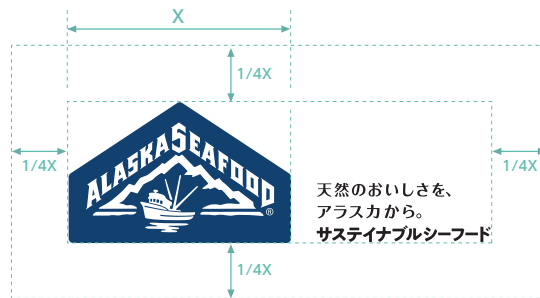 X
1/4X
ALASKA SEAFOOD
®
1/4X
1/4X
天然のおいしさを、
アラスカから。
サステイナブルシーフード
1/4X